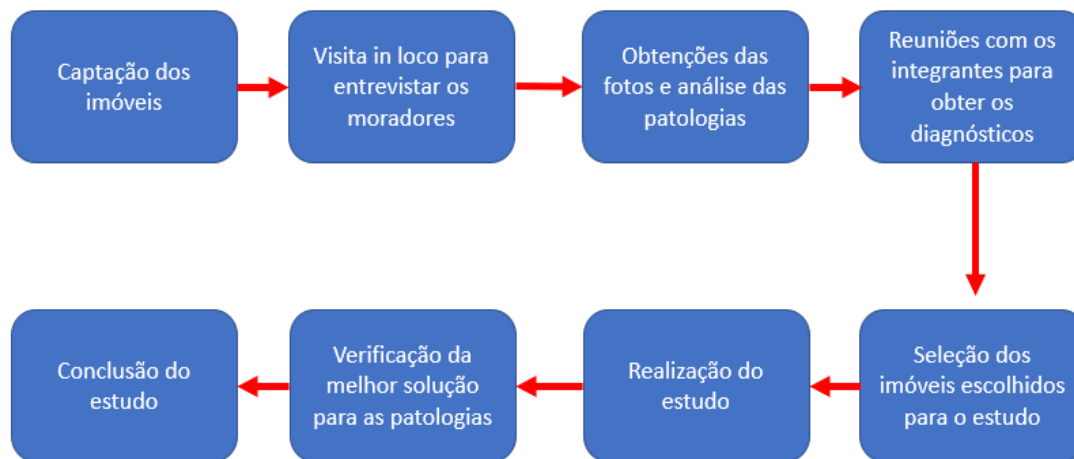 Captação dos
imóveis
Visita in loco para
entrevistar os
moradores
Obtenções das
fotos e análise das
patologias
Reuniões com os
integrantes para
obter os
diagnósticos
Seleção dos
imóveis escolhidos
para o estudo
Realização do
estudo
Verificação da
melhor solução
para as patologias
Conclusão do
estudo